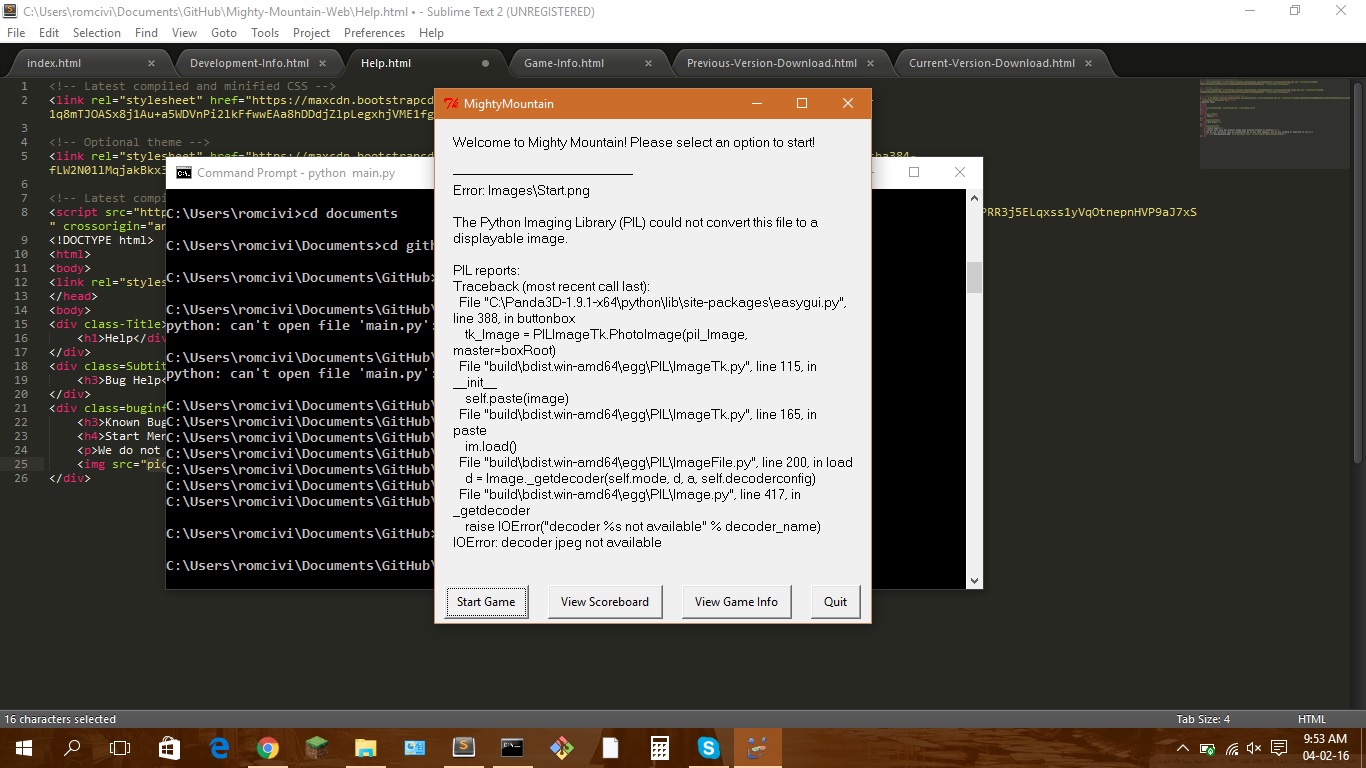 C:\Users\romcivi\Documents\GitHub\Mighty-Mountain-Web\Help.html • - Sublime Text 2 (UNREGISTERED)
File Edit Selection Find View Goto Tools Project Preferences Help
index.html × Development-Info.html × Help.html Game-Info.html × Previous-Version-Download.html × Current-Version-Download.html ×
1 <!-- Latest compiled and minified CSS -->
2 <link rel="stylesheet" href="https://maxcdn.bootstrapcd
1q8mTJOASx8j1Au+a5WDVnPi2lkFfwwEAa8hDDdjZlpLegxhjVME1fg
3
4 <!-- Optional theme -->
5 <link rel="stylesheet" href="https://maxcdn.bootstrapcd ha384-
fLW2N01lMqjakBkx3
6
7 <!-- Latest compi
8 <script src="http PRR3j5ELqxss1yVqOtnepnHVP9aJ7xS
" crossorigin="an
9 <!DOCTYPE html>
10 <html>
11 <body>
12 <link rel="styles
13 </head>
14 <body>
15 <div class-Title>
16 <h1>Help</div
17 </div>
18 <div class=Subtit
19 <h3>Bug Help<
20 </div>
21 <div class=buginf
22 <h3>Known Bug
23 <h4>Start Men
24 <p>We do not
25 <img src="pic
26 </div>
Command Prompt - python main.py
C:\Users\romcivi>cd documents
C:\Users\romcivi\Documents>cd gith
C:\Users\romcivi\Documents\GitHub>
C:\Users\romcivi\Documents\GitHub\
python: can't open file 'main.py':
C:\Users\romcivi\Documents\GitHub\
python: can't open file 'main.py':
C:\Users\romcivi\Documents\GitHub\
C:\Users\romcivi\Documents\GitHub\
C:\Users\romcivi\Documents\GitHub\
C:\Users\romcivi\Documents\GitHub\
C:\Users\romcivi\Documents\GitHub\
C:\Users\romcivi\Documents\GitHub\
C:\Users\romcivi\Documents\GitHub\
C:\Users\romcivi\Documents\GitHub>
C:\Users\romcivi\Documents\GitHub\
MightyMountain
Welcome to Mighty Mountain! Please select an option to start!
Error: Images\Start.png
The Python Imaging Library (PIL) could not convert this file to a
displayable image.
PIL reports:
Traceback (most recent call last):
File "C:\Panda3D-1.9.1-x64\python\lib\site-packages\easygui.py",
line 388, in buttonbox
tk_Image = PILImageTk.PhotoImage(pil_Image,
master=boxRoot)
File "build\bdist.win-amd64\egg\PIL\ImageTk.py", line 115, in
__init__
self.paste(image)
File "build\bdist.win-amd64\egg\PIL\ImageTk.py", line 165, in
paste
im.load()
File "build\bdist.win-amd64\egg\PIL\ImageFile.py", line 200, in load
d = Image._getdecoder(self.mode, d, a, self.decoderconfig)
File "build\bdist.win-amd64\egg\PIL\Image.py", line 417, in
_getdecoder
raise IOError("decoder %s not available" % decoder_name)
IOError: decoder jpeg not available
Start Game View Scoreboard View Game Info Quit
16 characters selected Tab Size: 4 HTML
9:53 AM
04-02-16